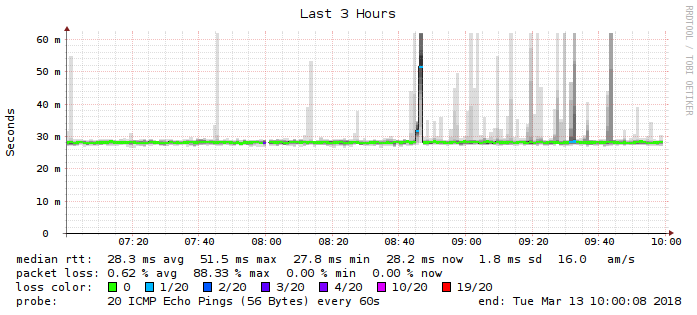 Last 3 Hours
RRDTOOL / TOBI OETIKER
Seconds
60 m
50 m
40 m
30 m
20 m
10 m
0
07:20 07:40 08:00 08:20 08:40 09:00 09:20 09:40 10:00
median rtt: 28.3 ms avg 51.5 ms max 27.8 ms min 28.2 ms now 1.8 ms sd 16.0 am/s
packet loss: 0.62 % avg 88.33 % max 0.00 % min 0.00 % now
loss color: 0 1/20 2/20 3/20 4/20 10/20 19/20
probe: 20 ICMP Echo Pings (56 Bytes) every 60s end: Tue Mar 13 10:00:08 2018